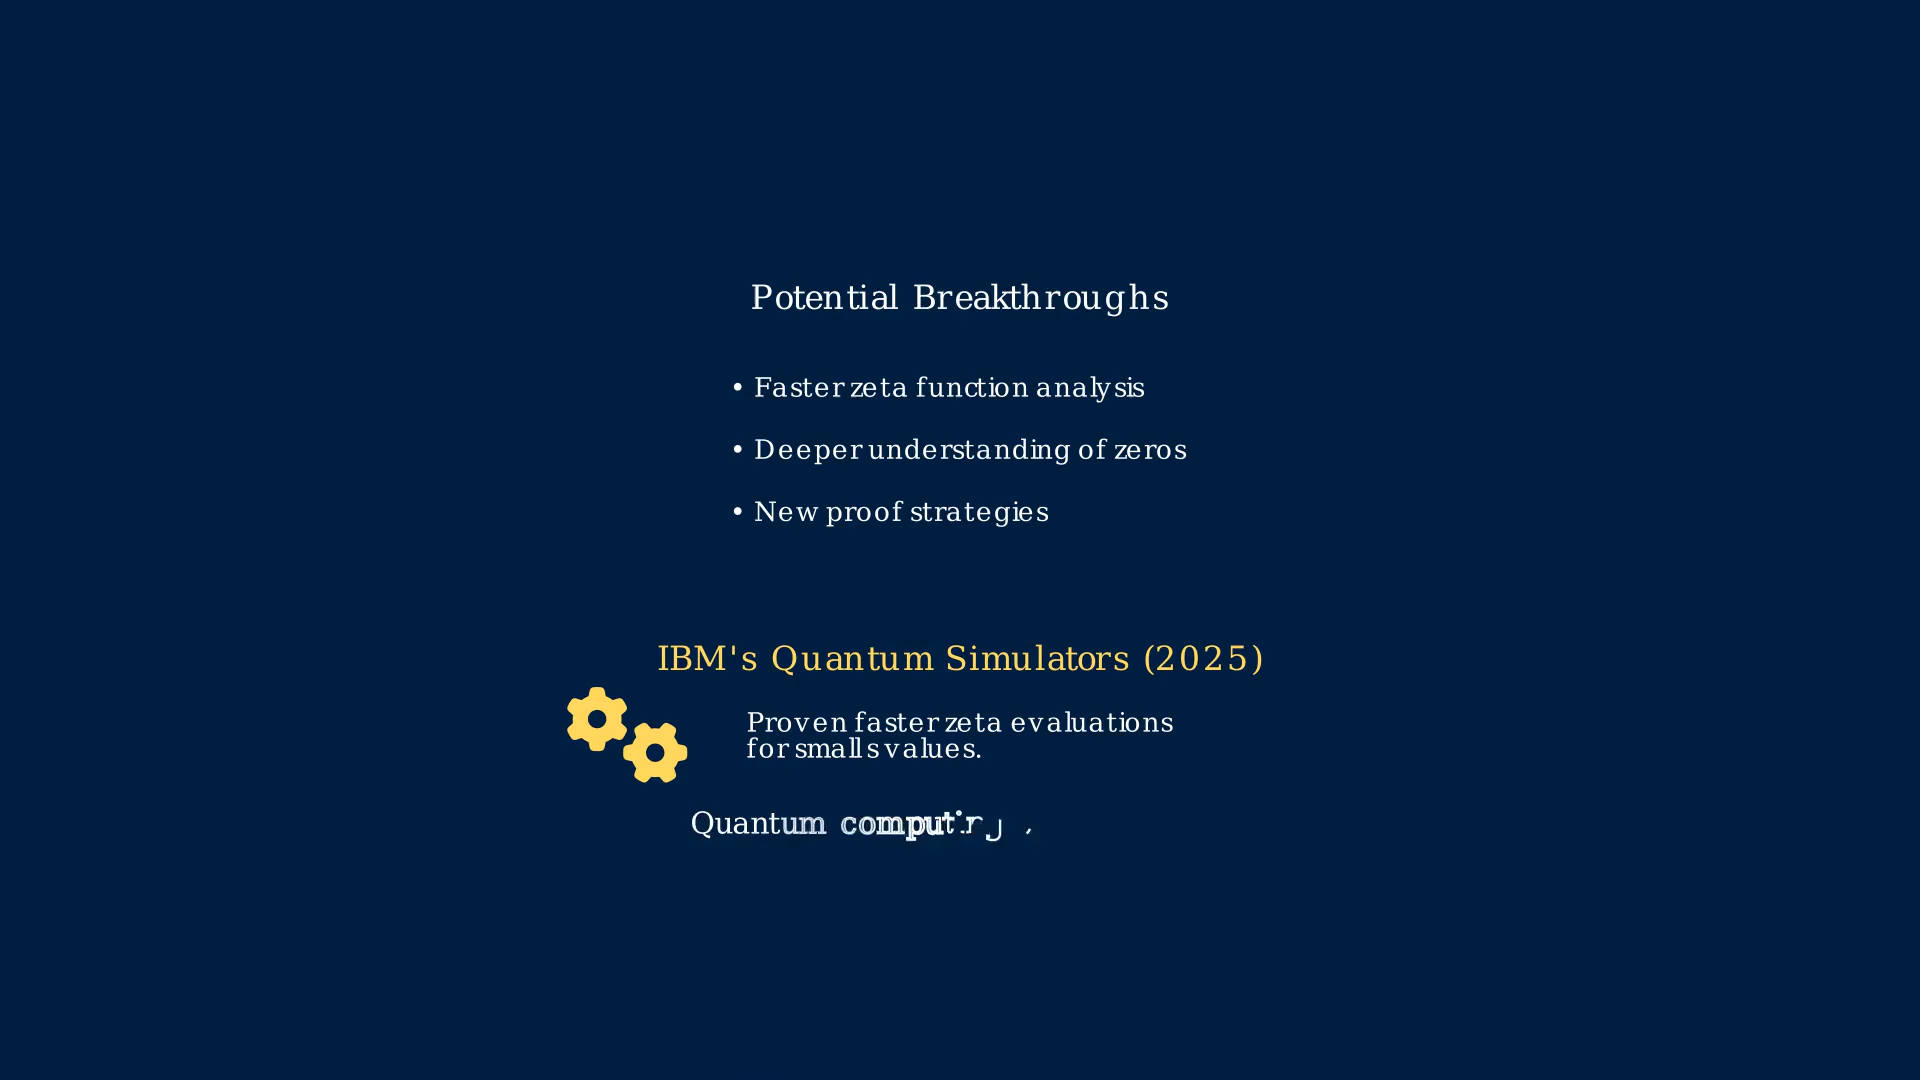 Potential Breakthroughs
• Faster zeta function analysis
• Deeper understanding of zeros
• New proof strategies
IBM's Quantum Simulators (2025)
Proven faster zeta evaluations
for small s values.
Quantum